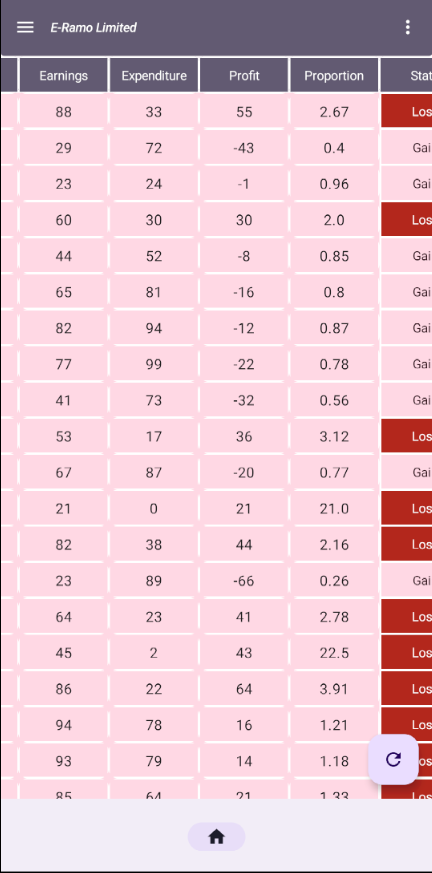 E-Ramo Limited
Earnings Expenditure Profit Proportion Stat
88 33 55 2.67 Los
29 72 -43 0.4 Gai
23 24 -1 0.96 Gai
60 30 30 2.0 Los
44 52 -8 0.85 Gai
65 81 -16 0.8 Gai
82 94 -12 0.87 Gai
77 99 -22 0.78 Gai
41 73 -32 0.56 Gai
53 17 36 3.12 Los
67 87 -20 0.77 Gai
21 0 21 21.0 Los
82 38 44 2.16 Los
23 89 -66 0.26 Gai
64 23 41 2.78 Los
45 2 43 22.5 Los
86 22 64 3.91 Los
94 78 16 1.21 Los
93 79 14 1.18 os
85 64 21 1.33 Los